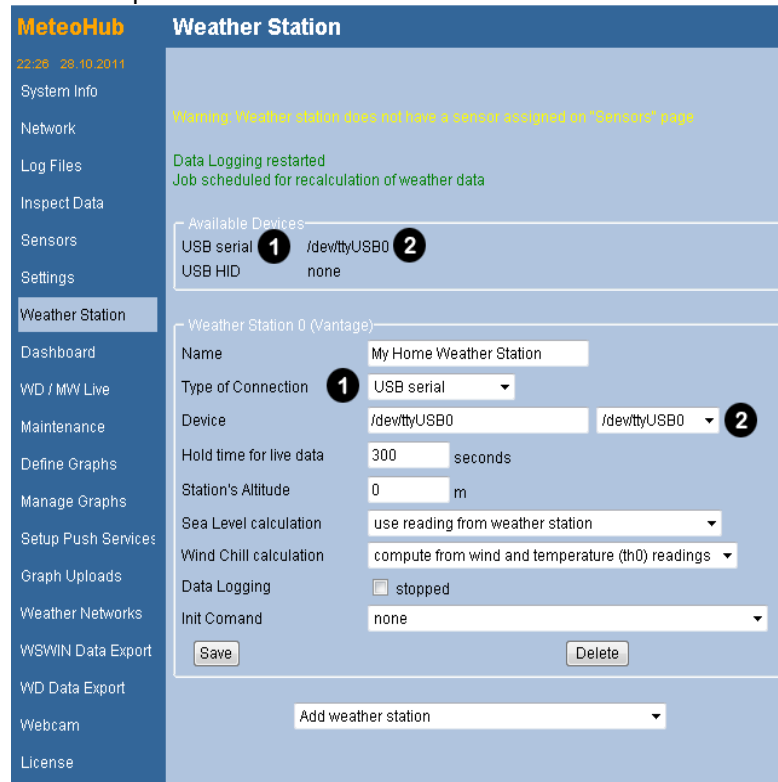 MeteoHub
Weather Station
22:26 28.10.2011
System Info
Network
Log Files
Inspect Data
Sensors
Settings
Weather Station
Dashboard
WD / MW Live
Maintenance
Define Graphs
Manage Graphs
Setup Push Services
Graph Uploads
Weather Networks
WSWIN Data Export
WD Data Export
Webcam
License
Warning: Weather station does not have a sensor assigned on "Sensors" page
Data Logging restarted
Job scheduled for recalculation of weather data
Available Devices
USB serial 1 /dev/ttyUSB0 2
USB HID none
Weather Station 0 (Vantage)
Name My Home Weather Station
Type of Connection 1 USB serial
Device /dev/ttyUSB0 /dev/ttyUSB0 2
Hold time for live data 300 seconds
Station's Altitude 0 m
Sea Level calculation use reading from weather station
Wind Chill calculation compute from wind and temperature (th0) readings
Data Logging stopped
Init Comand none
Save Delete
Add weather station